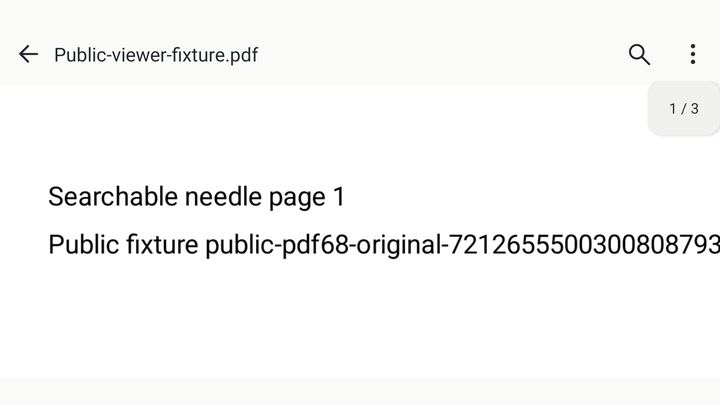 Public-viewer-fixture.pdf
1 / 3
Searchable needle page 1
Public fixture public-pdf68-original-7212655500300808793